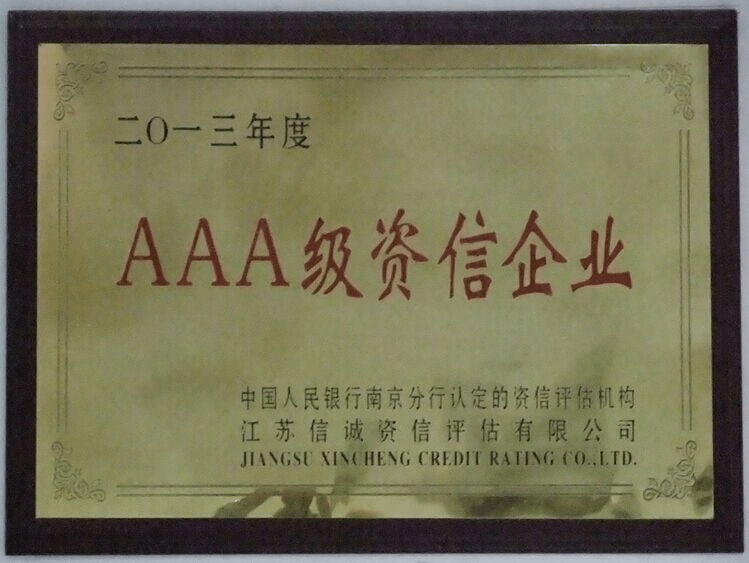 二〇一三年度
AAA级资信企业
中国人民银行南京分行认定的资信评估机构
江苏信诚资信评估有限公司
JIANGSU XINCHENG CREDIT RATING CO.,LTD.